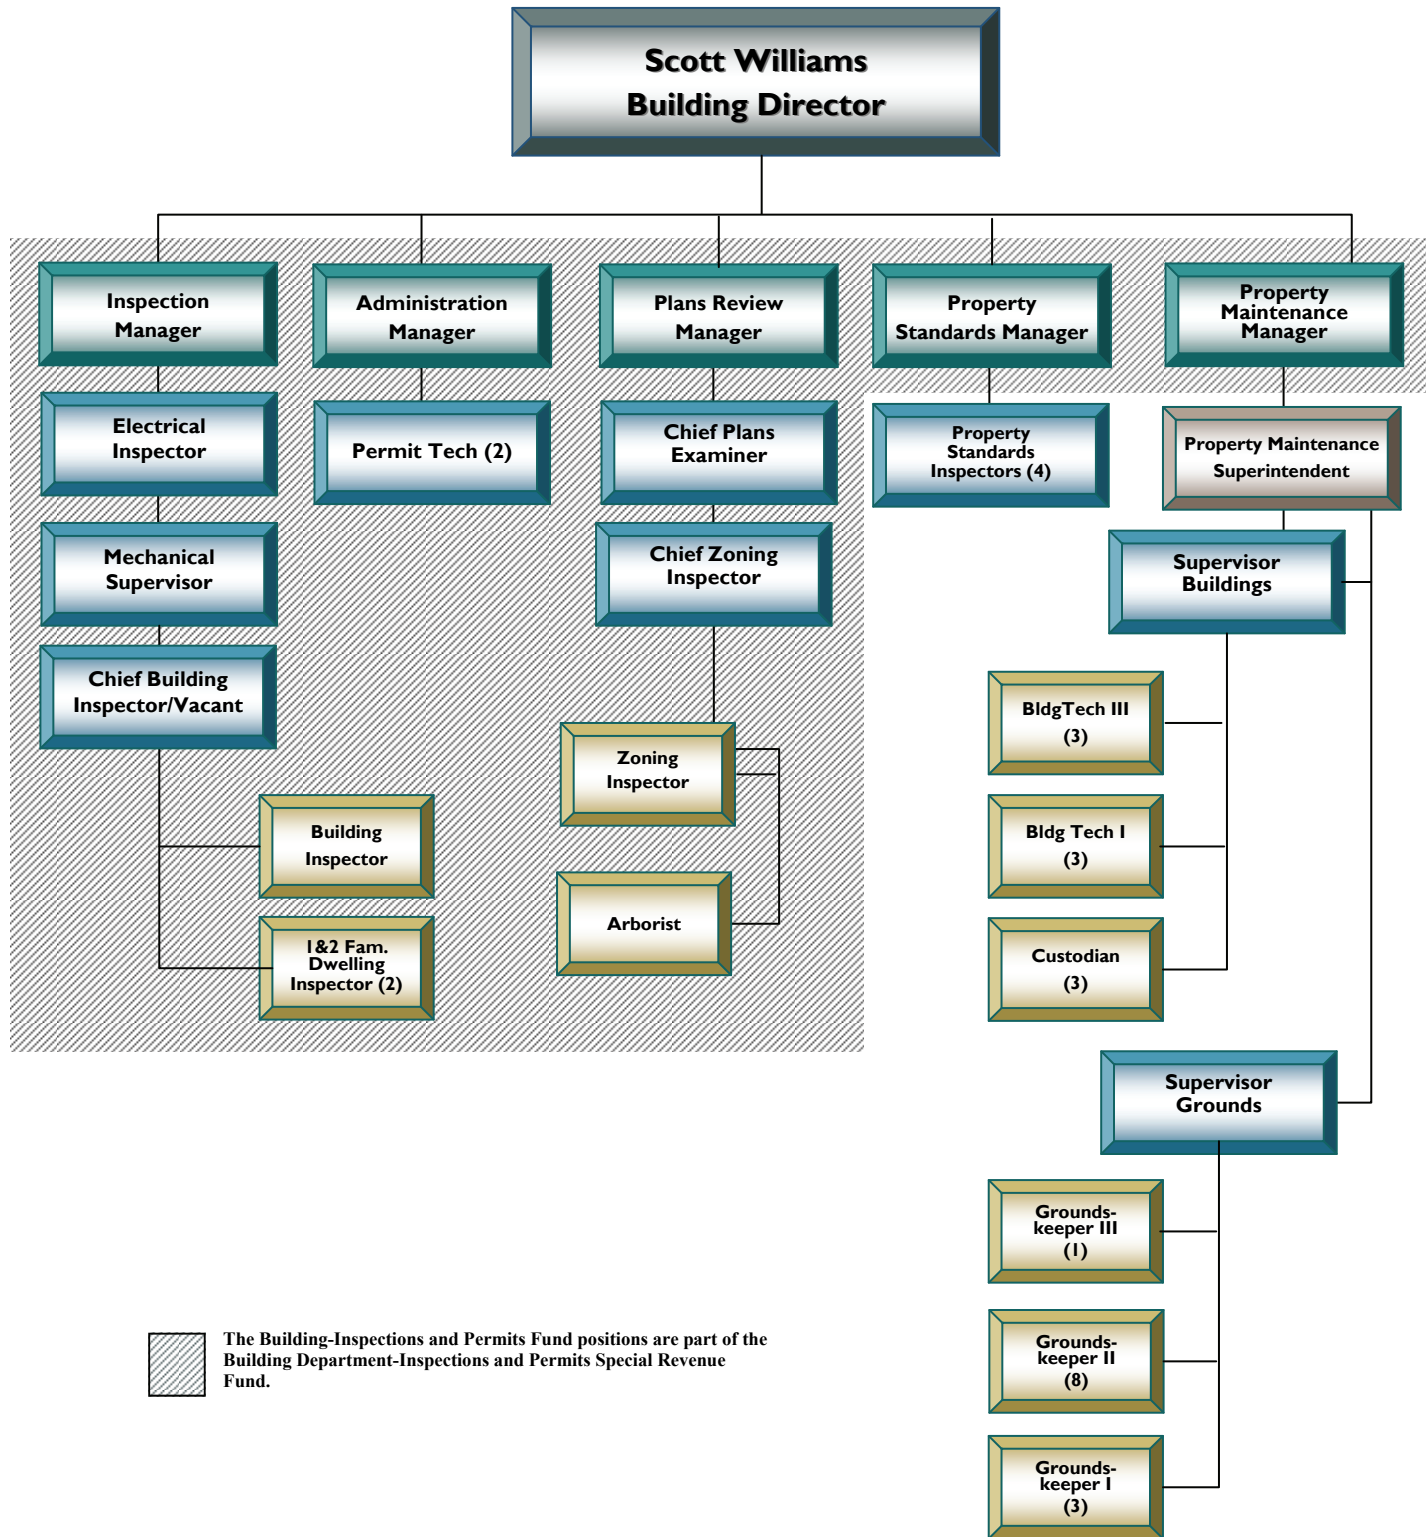 Scott Williams
Building Director
Inspection
Manager
Administration
Manager
Plans Review
Manager
Property
Standards Manager
Property
Maintenance
Manager
Electrical
Inspector
Permit Tech (2)
Chief Plans
Examiner
Property
Standards
Inspectors (4)
Property Maintenance
Superintendent
Mechanical
Supervisor
Chief Zoning
Inspector
Supervisor
Buildings
Chief Building
Inspector/Vacant
BldgTech III
(3)
Zoning
Inspector
Building
Inspector
Bldg Tech I
(3)
Arborist
1&2 Fam.
Dwelling
Inspector (2)
Custodian
(3)
Supervisor
Grounds
Grounds-
keeper III
(1)
Grounds-
keeper II
(8)
Grounds-
keeper I
(3)
The Building-Inspections and Permits Fund positions are part of the
Building Department-Inspections and Permits Special Revenue
Fund.